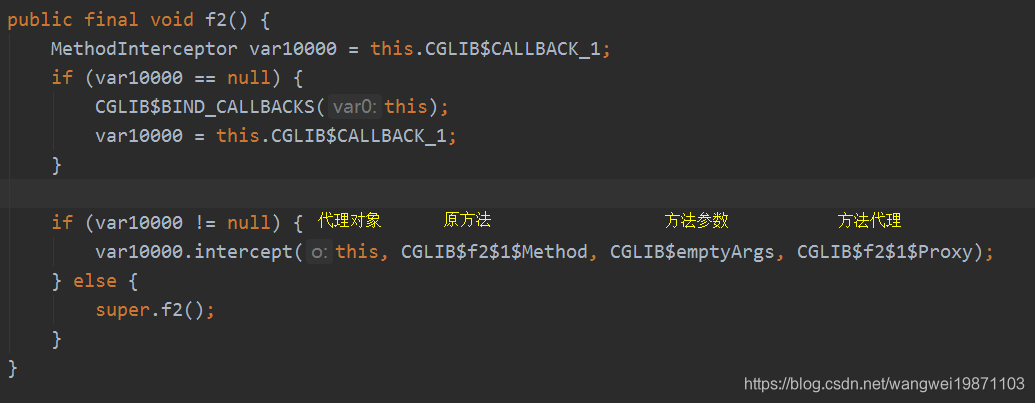 public final void f2() {
MethodInterceptor var10000 = this.CGLIB$CALLBACK_1;
if (var10000 == null) {
CGLIB$BIND_CALLBACKS( var0: this);
var10000 = this.CGLIB$CALLBACK_1;
}
if (var10000 != null) { 代理对象 原方法 方法参数 方法代理
var10000.intercept( o: this, CGLIB$f2$1$Method, CGLIB$emptyArgs, CGLIB$f2$1$Proxy);
} else {
super.f2();
}
}
https://blog.csdn.net/wangwei19871103